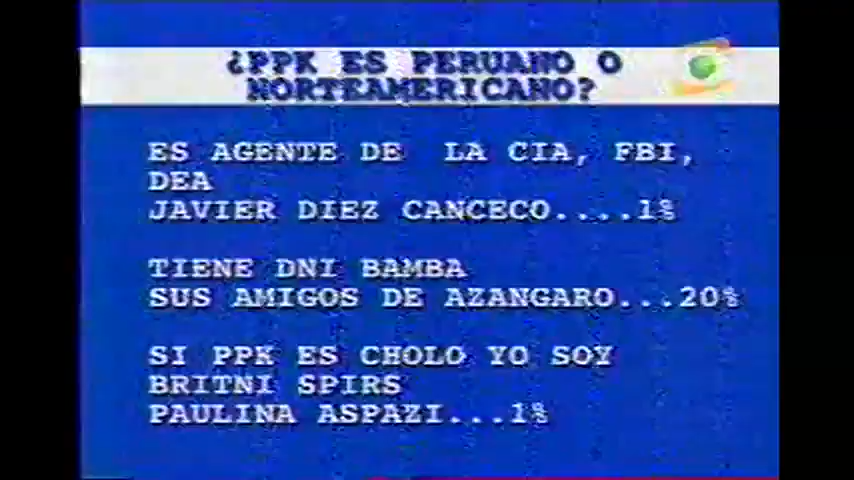 ¿PPK ES PERUANO O
NORTEAMERICANO?
ES AGENTE DE LA CIA, FBI,
DEA
JAVIER DIEZ CANCECO....1%
TIENE DNI BAMBA
SUS AMIGOS DE AZANGARO...20%
SI PPK ES CHOLO YO SOY
BRITNI SPIRS
PAULINA ASPAZI...1%